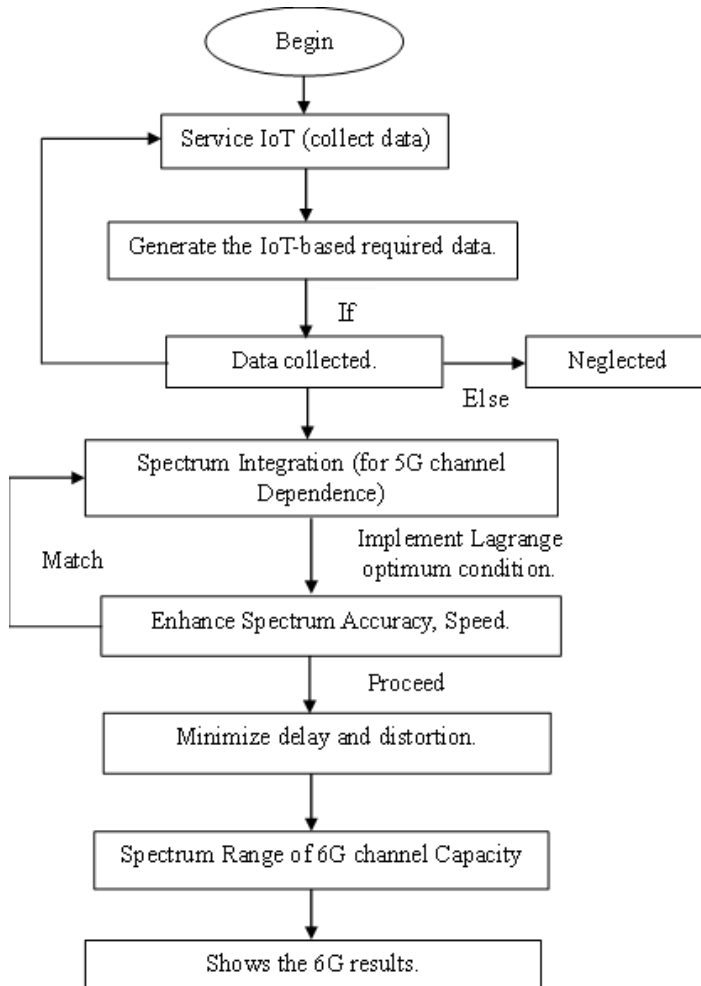 Begin
Service IoT (collect data)
Generate the IoT-based required data.
If
Data collected.
Neglected
Else
Spectrum Integration (for 5G channel
Dependence)
Implement Lagrange
optimum condition.
Match
Enhance Spectrum Accuracy, Speed.
Proceed
Minimize delay and distortion.
Spectrum Range of 6G channel Capacity
Shows the 6G results.